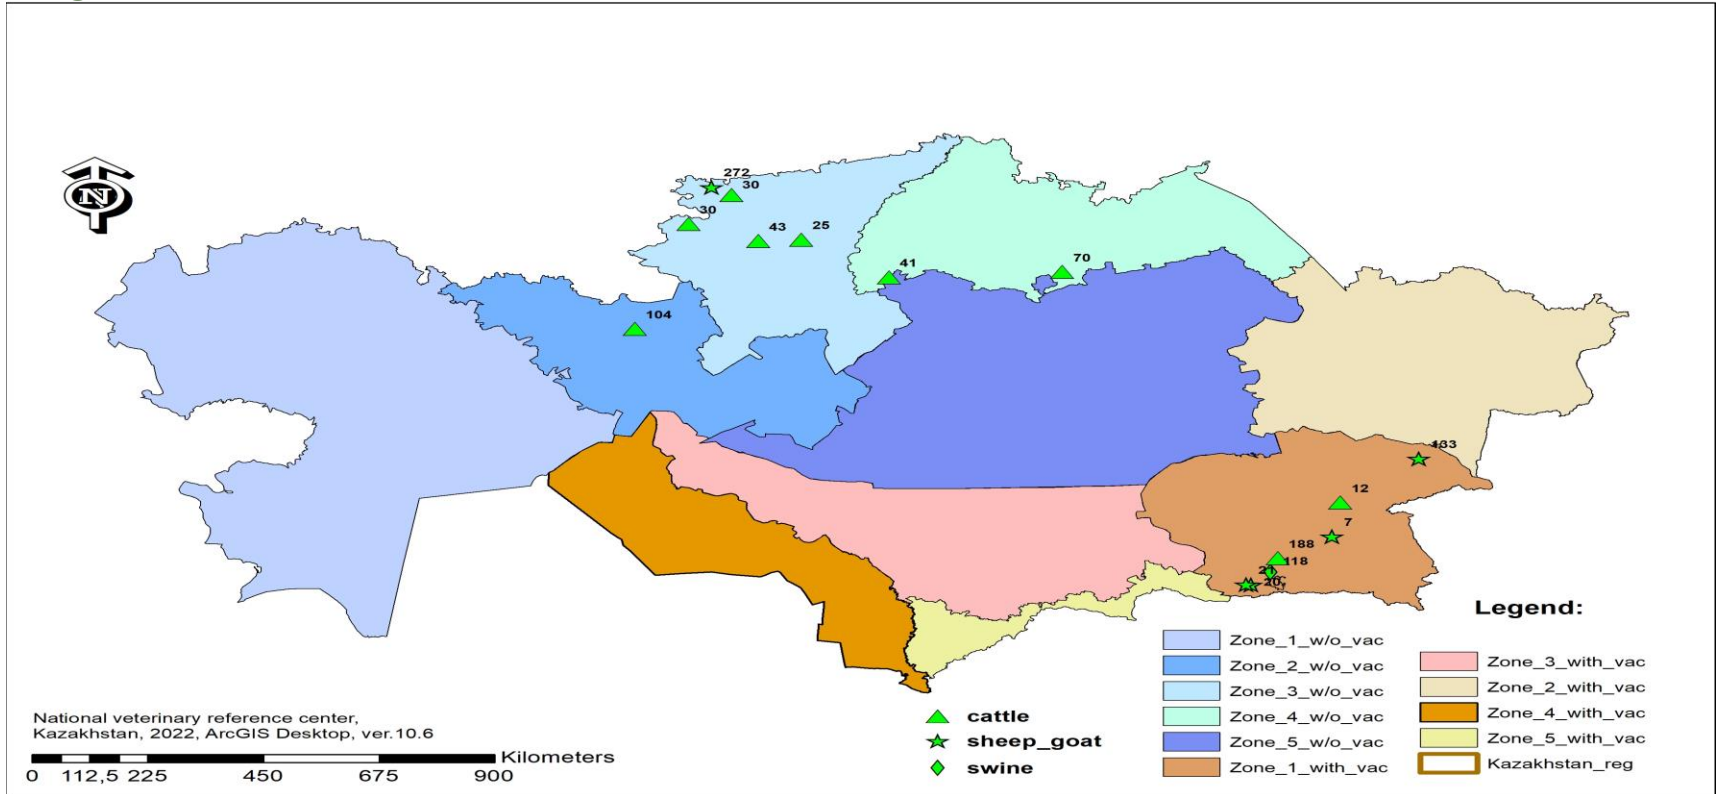 N
272
30
30
43
25
41
70
104
133
12
7
188
118
21
20
Legend:
Zone_1_w/o_vac
Zone_2_w/o_vac
Zone_3_w/o_vac
Zone_4_w/o_vac
Zone_5_w/o_vac
Zone_1_with_vac
Zone_3_with_vac
Zone_2_with_vac
Zone_4_with_vac
Zone_5_with_vac
Kazakhstan_reg
cattle
sheep_goat
swine
National veterinary reference center,
Kazakhstan, 2022, ArcGIS Desktop, ver.10.6
Kilometers
0 112,5 225 450 675 900